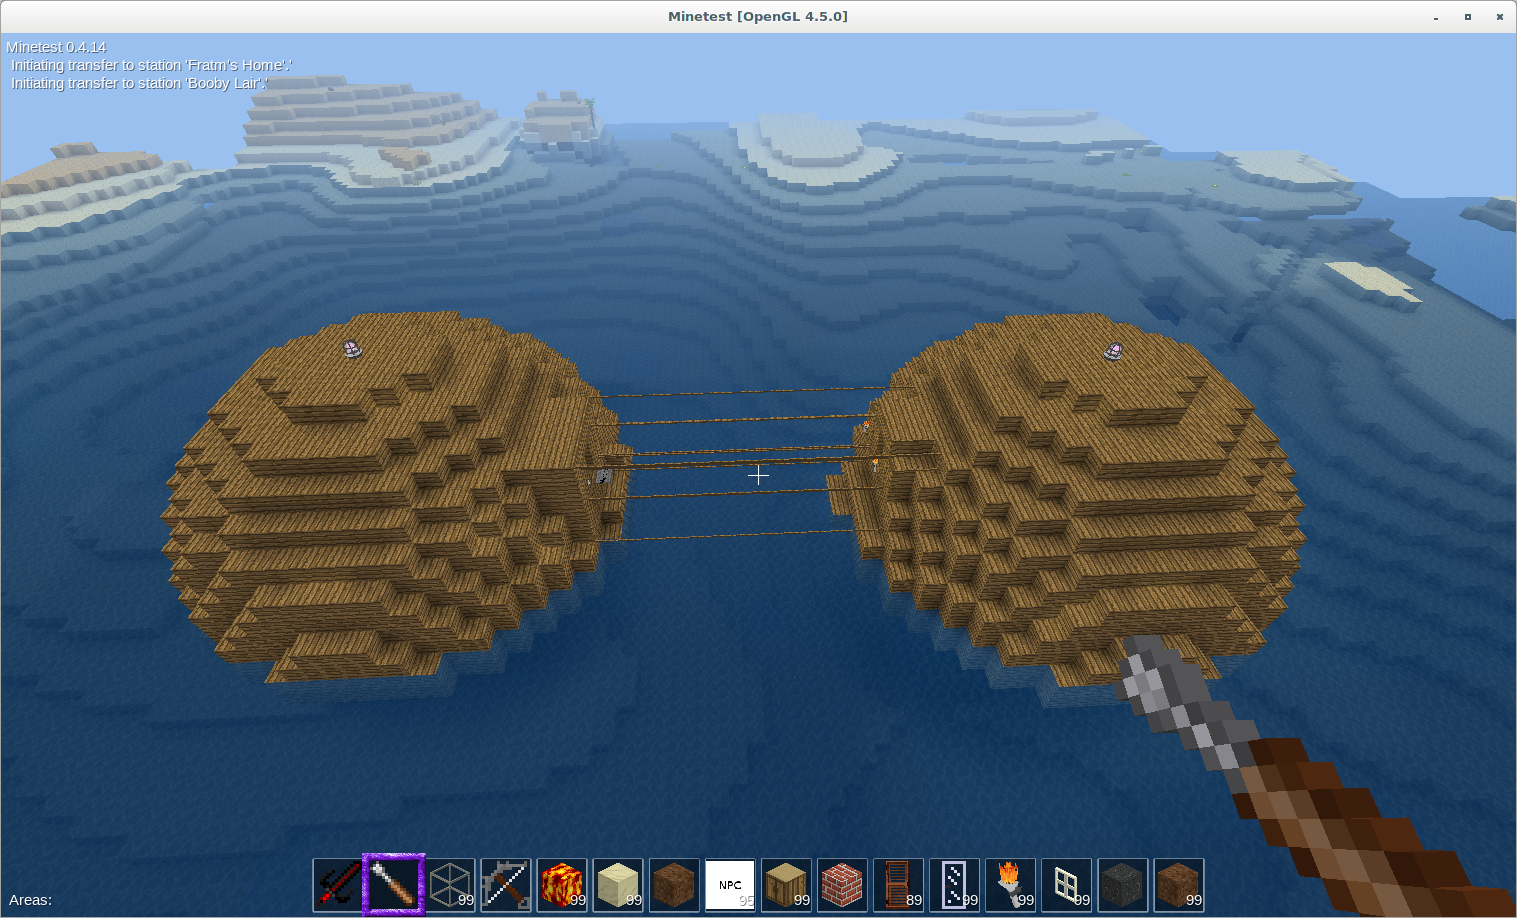 Minetest [OpenGL 4.5.0]
Minetest 0.4.14
Initiating transfer to station 'Fratm's Home'.'
Initiating transfer to station 'Booby Lair'.'
Areas:
99 99 99 NPC 95 99 99 89 99 99 99 99